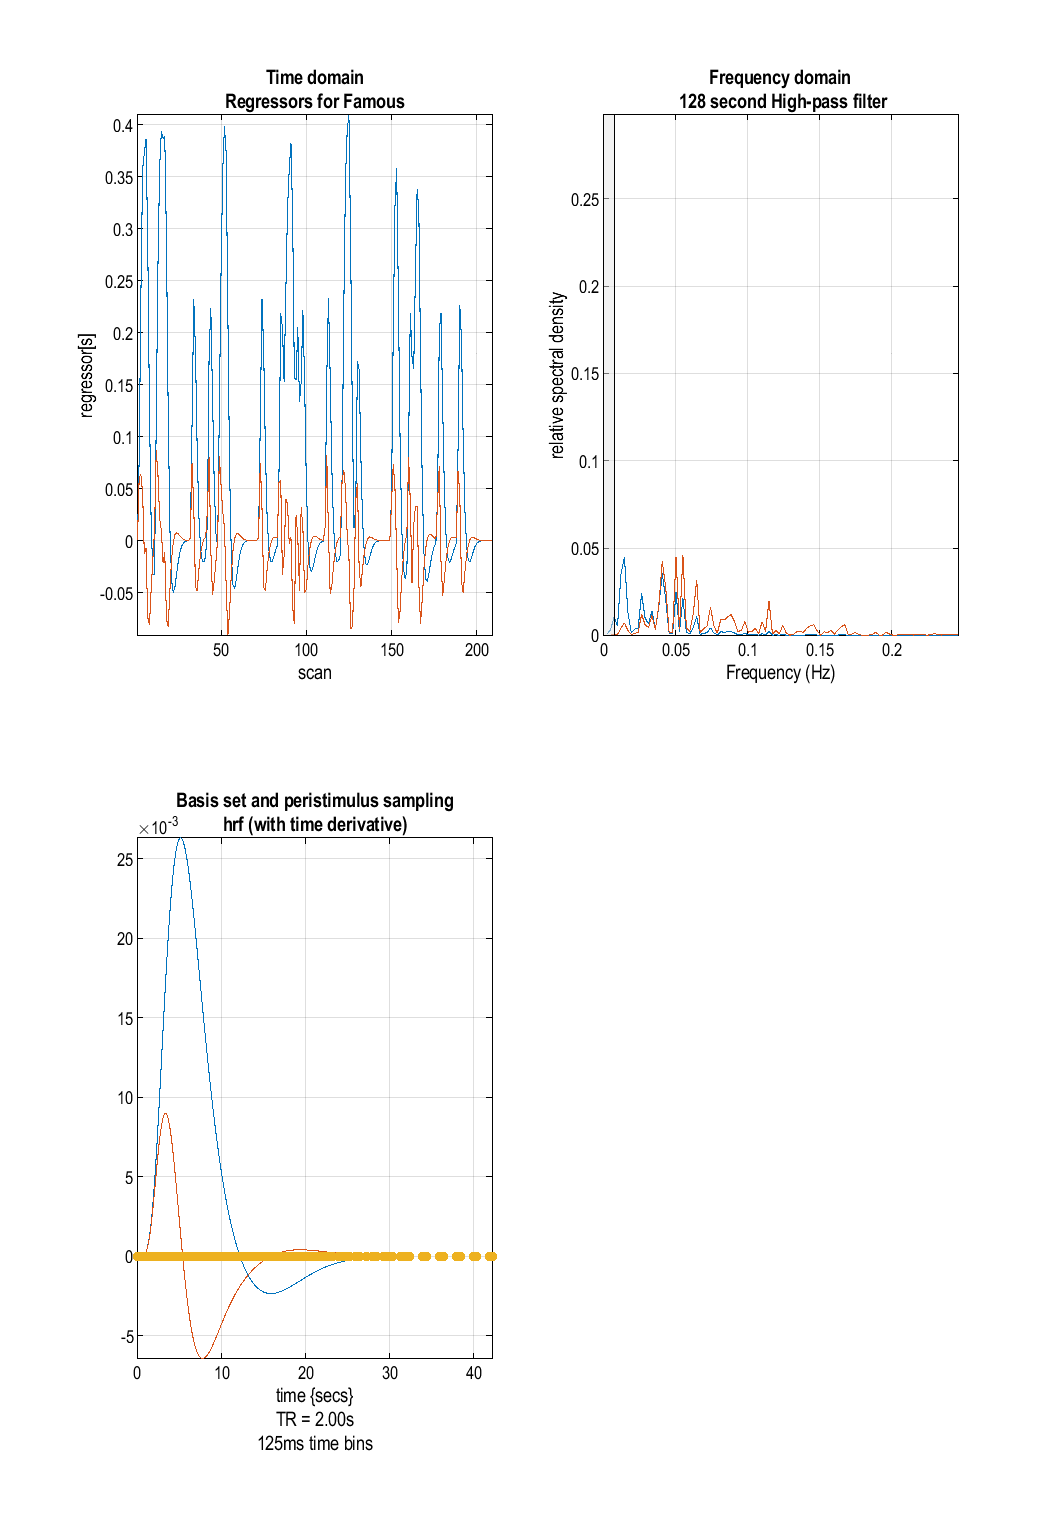 Time domain
Regressors for Famous
0.4
0.35
0.3
0.25
0.2
0.15
0.1
0.05
0
-0.05
regressor[s]
50
100
150
200
scan
Frequency domain
128 second High-pass filter
0.25
0.2
0.15
0.1
0.05
0
relative spectral density
0
0.05
0.1
0.15
0.2
Frequency (Hz)
Basis set and peristimulus sampling
hrf (with time derivative)
×10-3
25
20
15
10
5
0
-5
0
10
20
30
40
time {secs}
TR = 2.00s
125ms time bins